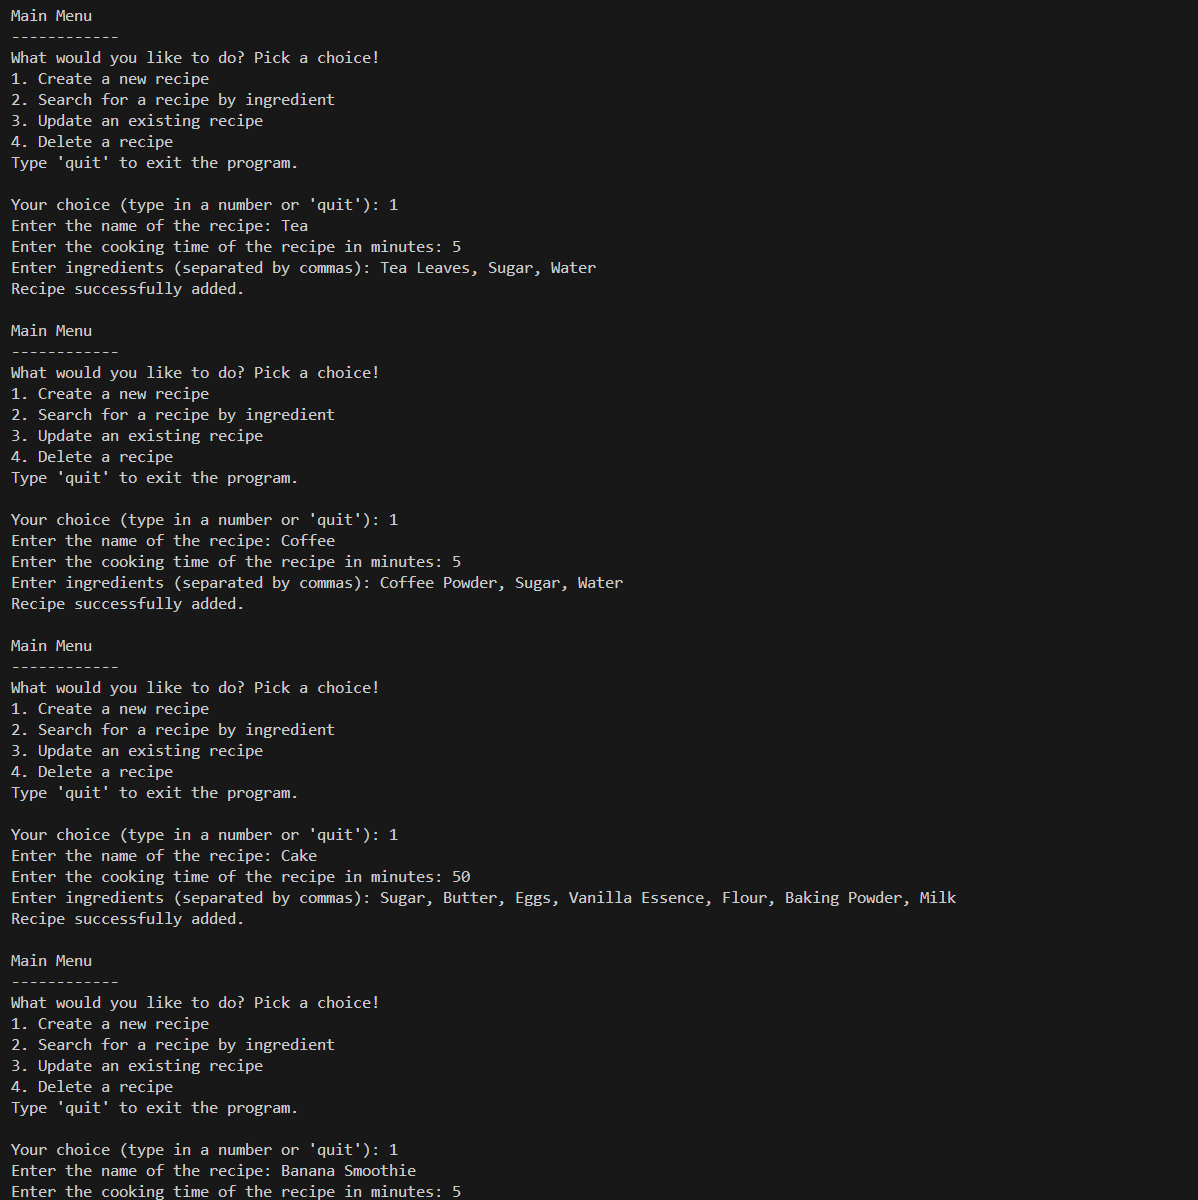 Main Menu
------------
What would you like to do? Pick a choice!
1. Create a new recipe
2. Search for a recipe by ingredient
3. Update an existing recipe
4. Delete a recipe
Type 'quit' to exit the program.
Your choice (type in a number or 'quit'): 1
Enter the name of the recipe: Tea
Enter the cooking time of the recipe in minutes: 5
Enter ingredients (separated by commas): Tea Leaves, Sugar, Water
Recipe successfully added.
Main Menu
------------
What would you like to do? Pick a choice!
1. Create a new recipe
2. Search for a recipe by ingredient
3. Update an existing recipe
4. Delete a recipe
Type 'quit' to exit the program.
Your choice (type in a number or 'quit'): 1
Enter the name of the recipe: Coffee
Enter the cooking time of the recipe in minutes: 5
Enter ingredients (separated by commas): Coffee Powder, Sugar, Water
Recipe successfully added.
Main Menu
------------
What would you like to do? Pick a choice!
1. Create a new recipe
2. Search for a recipe by ingredient
3. Update an existing recipe
4. Delete a recipe
Type 'quit' to exit the program.
Your choice (type in a number or 'quit'): 1
Enter the name of the recipe: Cake
Enter the cooking time of the recipe in minutes: 50
Enter ingredients (separated by commas): Sugar, Butter, Eggs, Vanilla Essence, Flour, Baking Powder, Milk
Recipe successfully added.
Main Menu
------------
What would you like to do? Pick a choice!
1. Create a new recipe
2. Search for a recipe by ingredient
3. Update an existing recipe
4. Delete a recipe
Type 'quit' to exit the program.
Your choice (type in a number or 'quit'): 1
Enter the name of the recipe: Banana Smoothie
Enter the cooking time of the recipe in minutes: 5